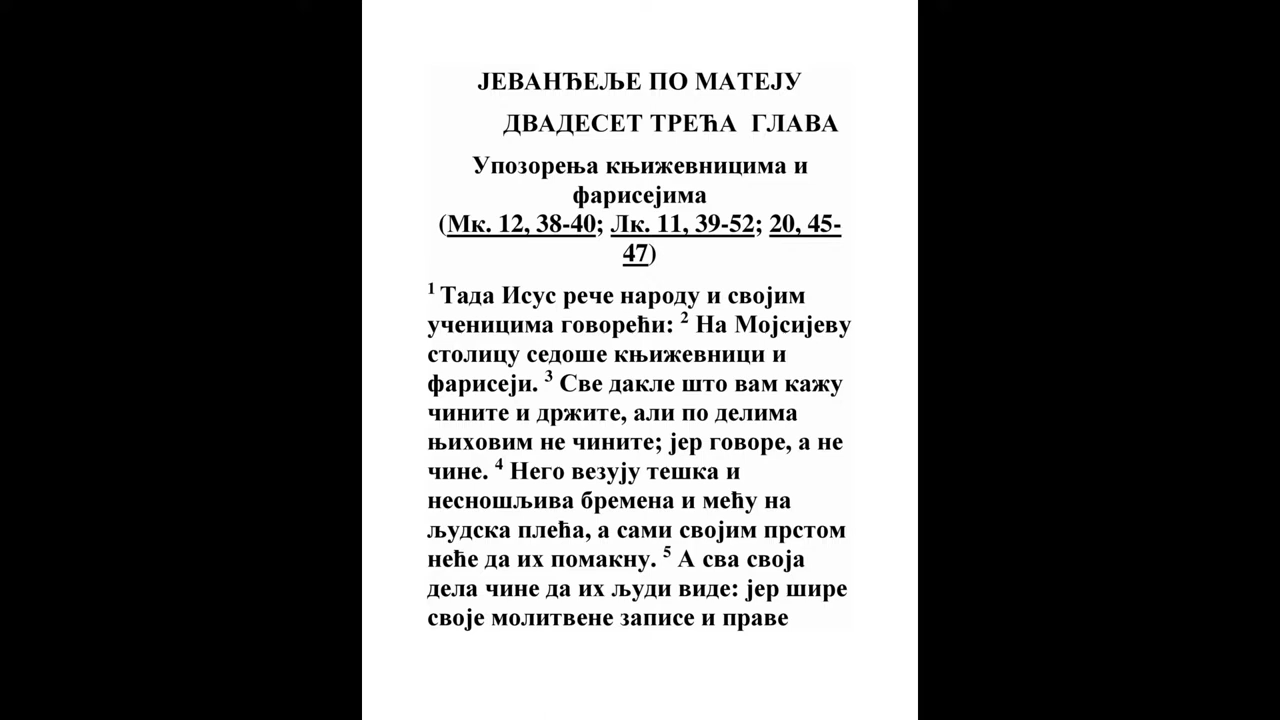 ЈЕВАНЂЕЉЕ ПО МАТЕЈУ
ДВАДЕСЕТ ТРЕЋА ГЛАВА
Упозорења књижевницима и
фарисејима
(Мк. 12, 38-40; Лк. 11, 39-52; 20, 45-
47)
1 Тада Исус рече народу и својим
ученицима говорећи: 2 На Мојсијеву
столицу седоше књижевници и
фарисеји. 3 Све дакле што вам кажу
чините и држите, али по делима
њиховим не чините; јер говоре, а не
чине. 4 Него везују тешка и
несношљива бремена и мећу на
људска плећа, а сами својим прстом
неће да их помакну. 5 А сва своја
дела чине да их људи виде: јер шире
своје молитвене записе и праве